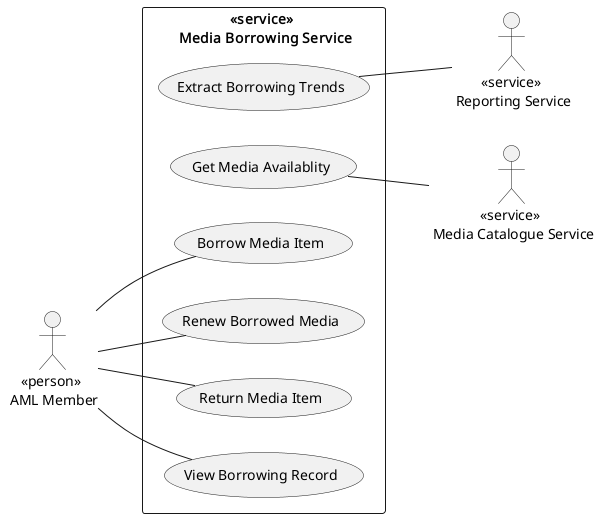 «service»
Media Borrowing Service
Extract Borrowing Trends
«service»
Reporting Service
Get Media Availablity
«service»
Media Catalogue Service
Borrow Media Item
Renew Borrowed Media
«person»
AML Member
Return Media Item
View Borrowing Record